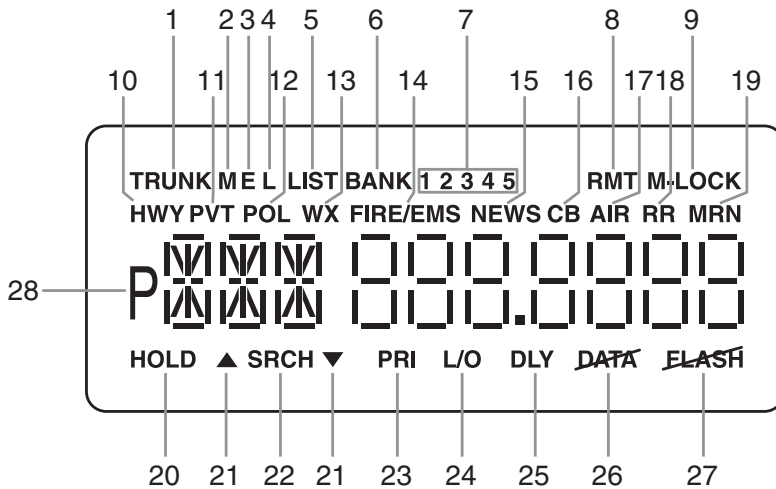 1 2 3 4 5 6 7 8 9
10 11 12 13 14 15 16 17 18 19
TRUNK M E L LIST BANK 1 2 3 4 5 RMT M-LOCK
HWY PVT POL WX FIRE/EMS NEWS CB AIR RR MRN
28 P 888.8888
HOLD ▲ SRCH ▼ PRI L/O DLY DATA FLASH
20 21 22 21 23 24 25 26 27